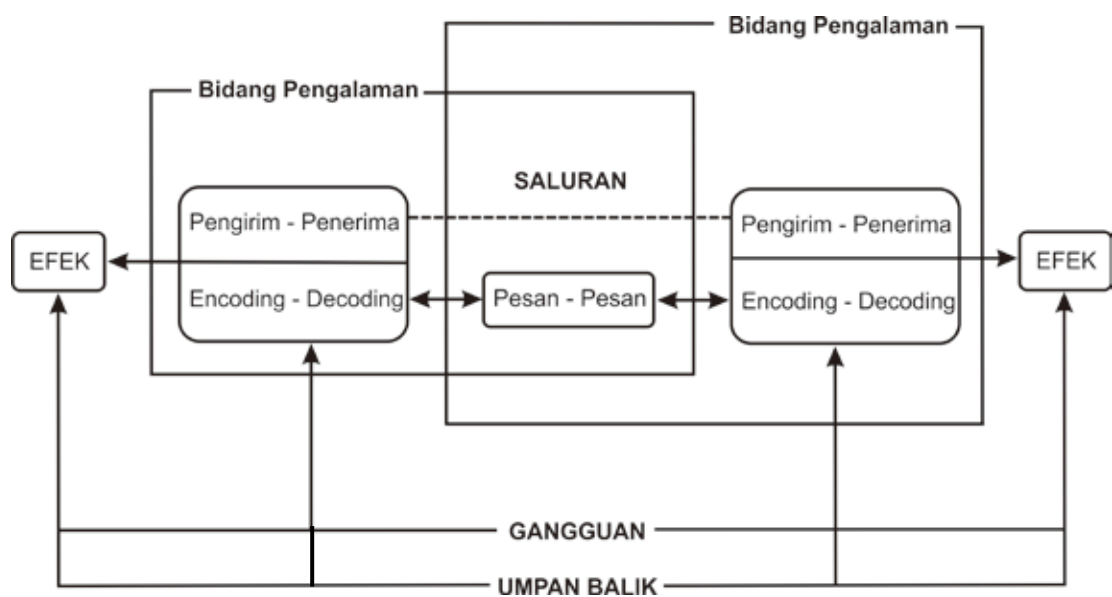 Bidang Pengalaman
Bidang Pengalaman
SALURAN
Pengirim - Penerima
Pengirim - Penerima
EFEK
EFEK
Encoding - Decoding
Pesan - Pesan
Encoding - Decoding
GANGGUAN
UMPAN BALIK